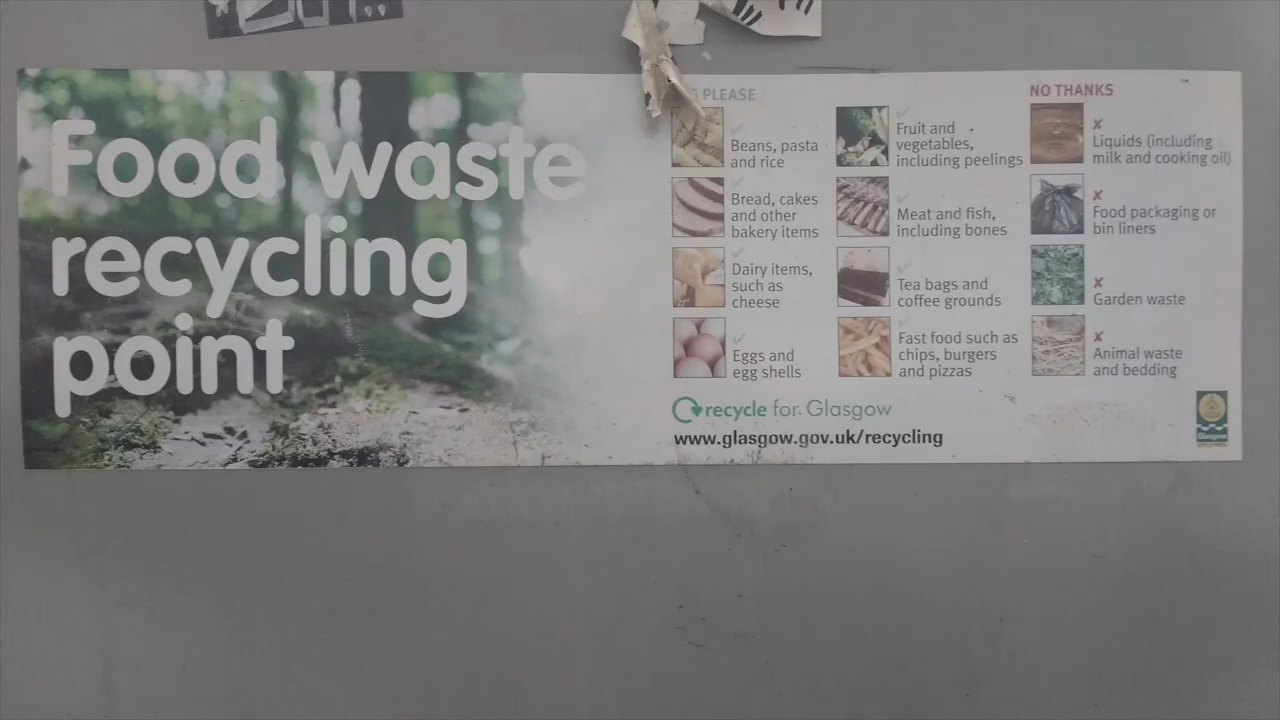 Food waste
recycling
point
PLEASE
Beans, pasta
and rice
Bread, cakes
and other
bakery items
Dairy items,
such as
cheese
Eggs and
egg shells
Fruit and
vegetables,
including peelings
Meat and fish,
including bones
Tea bags and
coffee grounds
Fast food such as
chips, burgers
and pizzas
NO THANKS
Liquids (including
milk and cooking oil)
Food packaging or
bin liners
Garden waste
Animal waste
and bedding
recycle for Glasgow
www.glasgow.gov.uk/recycling